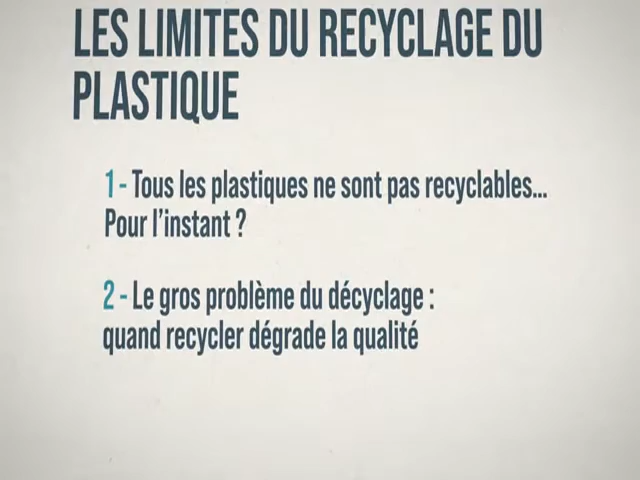 LES LIMITES DU RECYCLAGE DU
PLASTIQUE
1 - Tous les plastiques ne sont pas recyclables...
Pour l'instant ?
2 - Le gros problème du décyclage :
quand recycler dégrade la qualité